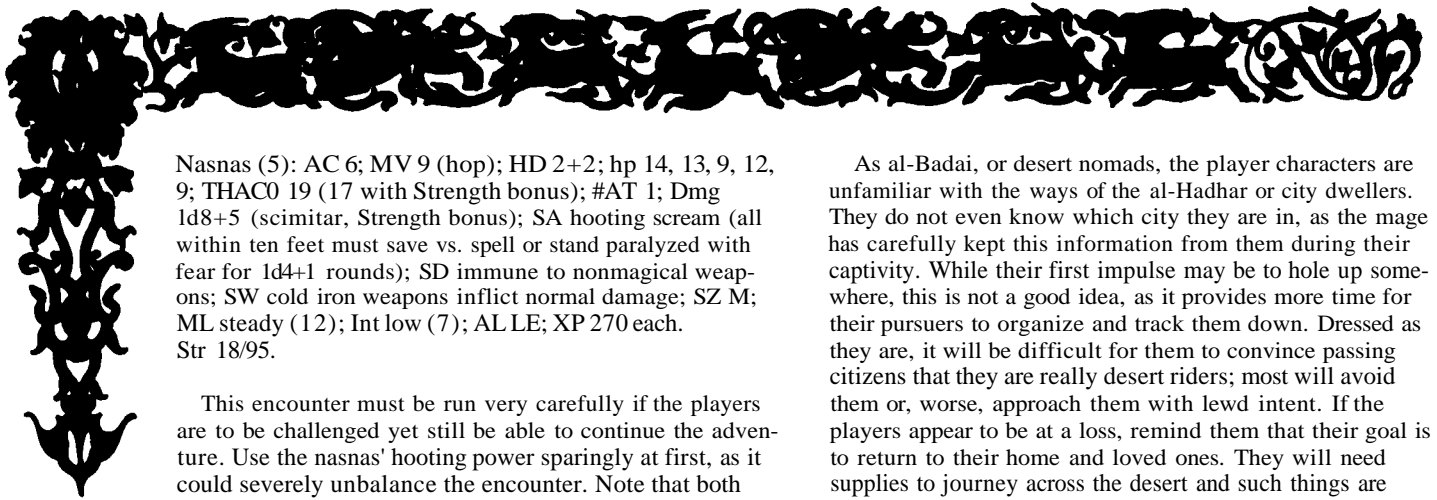 Nasnas (5): AC 6; MV 9 (hop); HD 2+2; hp 14, 13, 9, 12,
9; THAC0 19 (17 with Strength bonus); #AT 1; Dmg
1d8+5 (scimitar, Strength bonus); SA hooting scream (all
within ten feet must save vs. spell or stand paralyzed with
fear for 1d4+1 rounds); SD immune to nonmagical weap-
ons; SW cold iron weapons inflict normal damage; SZ M;
ML steady (12); Int low (7); AL LE; XP 270 each.
Str 18/95.
This encounter must be run very carefully if the players
are to be challenged yet still be able to continue the adven-
ture. Use the nasnas' hooting power sparingly at first, as it
could severely unbalance the encounter. Note that both
As al-Badai, or desert nomads, the player characters are
unfamiliar with the ways of the al-Hadhar or city dwellers.
They do not even know which city they are in, as the mage
has carefully kept this information from them during their
captivity. While their first impulse may be to hole up some-
where, this is not a good idea, as it provides more time for
their pursuers to organize and track them down. Dressed as
they are, it will be difficult for them to convince passing
citizens that they are really desert riders; most will avoid
them or, worse, approach them with lewd intent. If the
players appear to be at a loss, remind them that their goal is
to return to their home and loved ones. They will need
supplies to journey across the desert and such things are